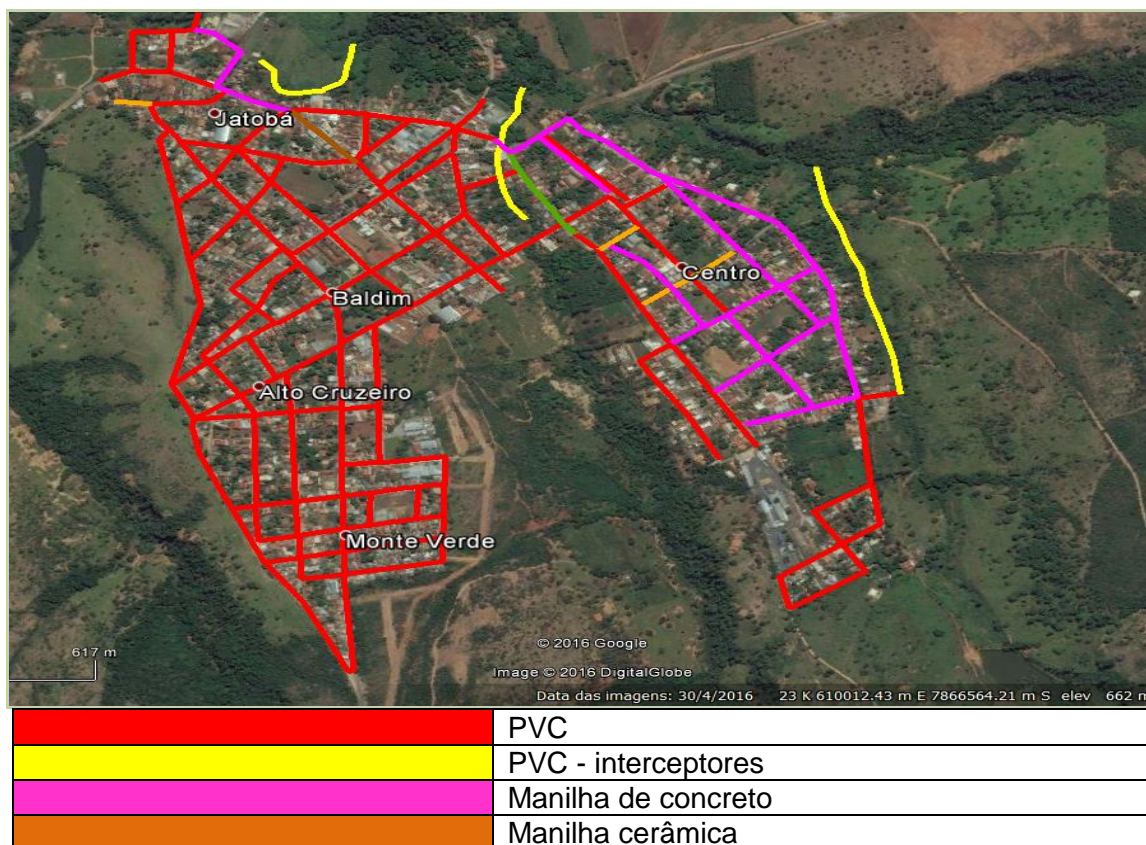 Jatobá
Centro
Baldim
Alto Cruzeiro
Monte Verde
617 m
© 2016 Google
Image © 2016 DigitalGlobe
Data das imagens: 30/4/2016 23 K 610012.43 m E 7866564.21 m S elev 662 m
PVC
PVC - interceptores
Manilha de concreto
Manilha cerâmica